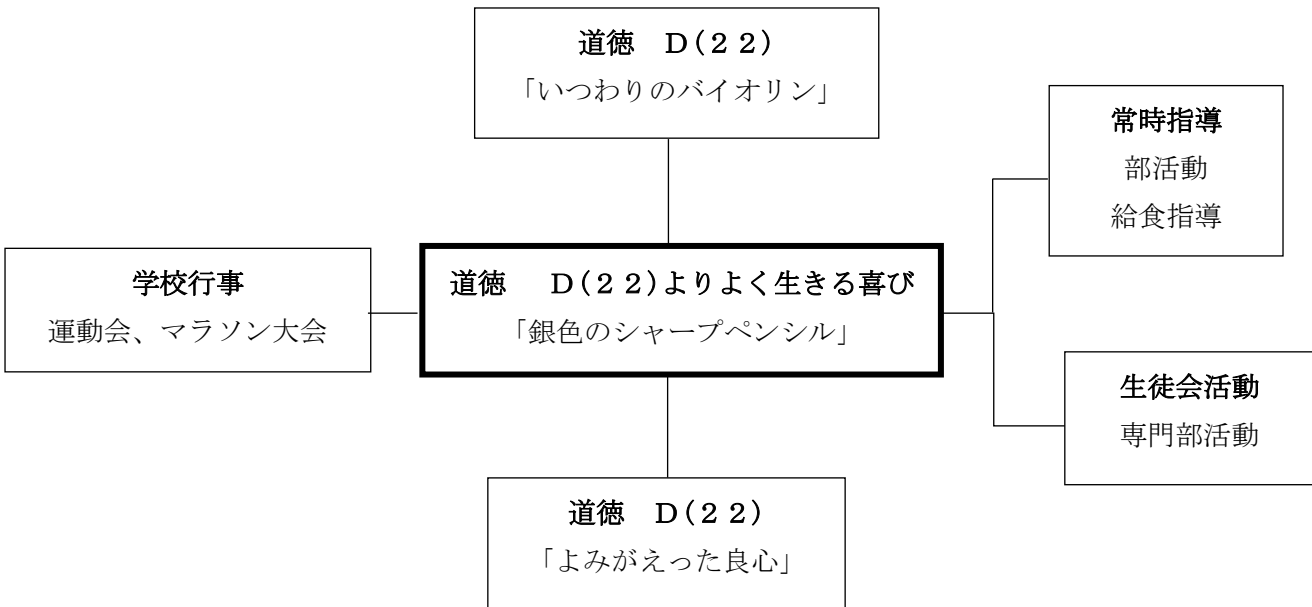 道徳　D(22)
「いつわりのバイオリン」
常時指導
部活動
給食指導
学校行事
運動会、マラソン大会
道徳　D(22)よりよく生きる喜び
「銀色のシャープペンシル」
生徒会活動
専門部活動
道徳　D(22)
「よみがえった良心」